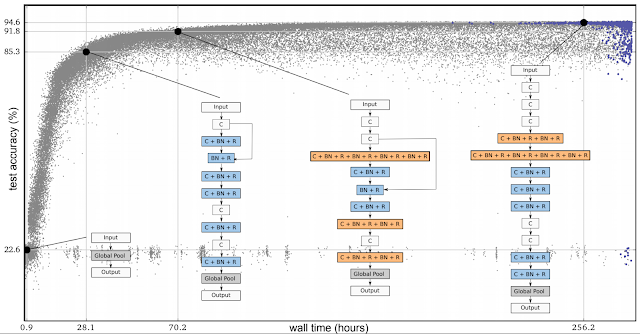 94.6
91.8
85.3
22.6
test accuracy (%)
0.9
28.1
70.2
256.2
wall time (hours)
Input
Global Pool
Output
Input
C
C + BN + R
BN + R
C + BN + R
C + BN + R
C
C + BN + R
C
C + BN + R
Global Pool
Output
Input
C
C
C + BN + R + BN + R + BN + R + BN + R
C + BN + R
BN + R
C + BN + R
C + BN + R + BN + R
C
C + BN + R + BN + R
Global Pool
Output
Input
C
C
C
C + BN + R + BN + R
C + BN + R + BN + R + BN + R + BN + R
C + BN + R
C + BN + R
C + BN + R
C
C
C + BN + R
C + BN + R
Global Pool
Output